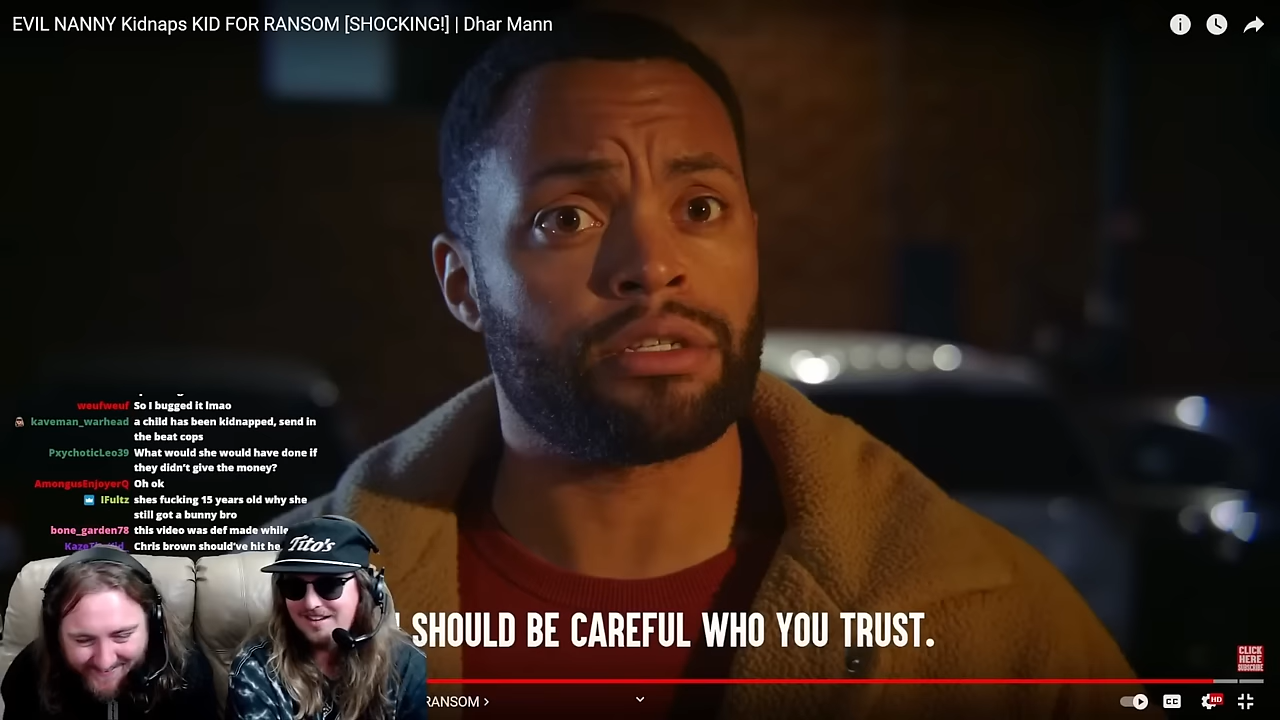 EVIL NANNY Kidnaps KID FOR RANSOM [SHOCKING!] | Dhar Mann
weufweuf So I bugged it lmao
kaveman_warhead a child has been kidnapped, send in
the beat cops
PxychoticLeo39 What would she would have done if
they didn't give the money?
AmongusEnjoyerQ Oh ok
IFultz shes fucking 15 years old why she
still got a bunny bro
bone_garden78 this video was def made while
Chris brown should've hit he
Tito's
SHOULD BE CAREFUL WHO YOU TRUST.
CLICK
HERE
SUBSCRIBE
RANSOM >
CC
HD